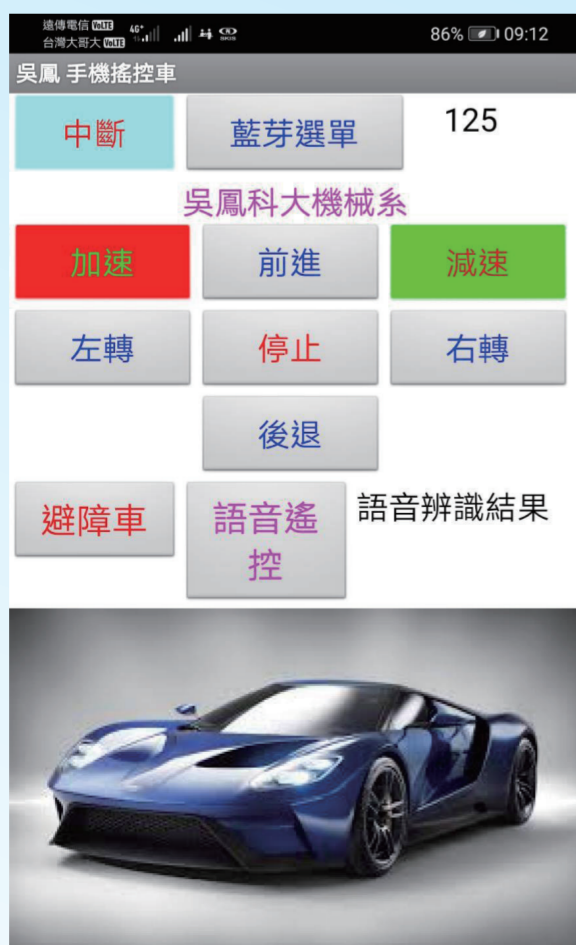 遠傳電信 VoLTE 4G+ 86% 09:12
台灣大哥大 VoLTE
吳鳳 手機搖控車
中斷 藍芽選單 125
吳鳳科大機械系
加速 前進 減速
左轉 停止 右轉
後退
避障車 語音遙控 語音辨識結果